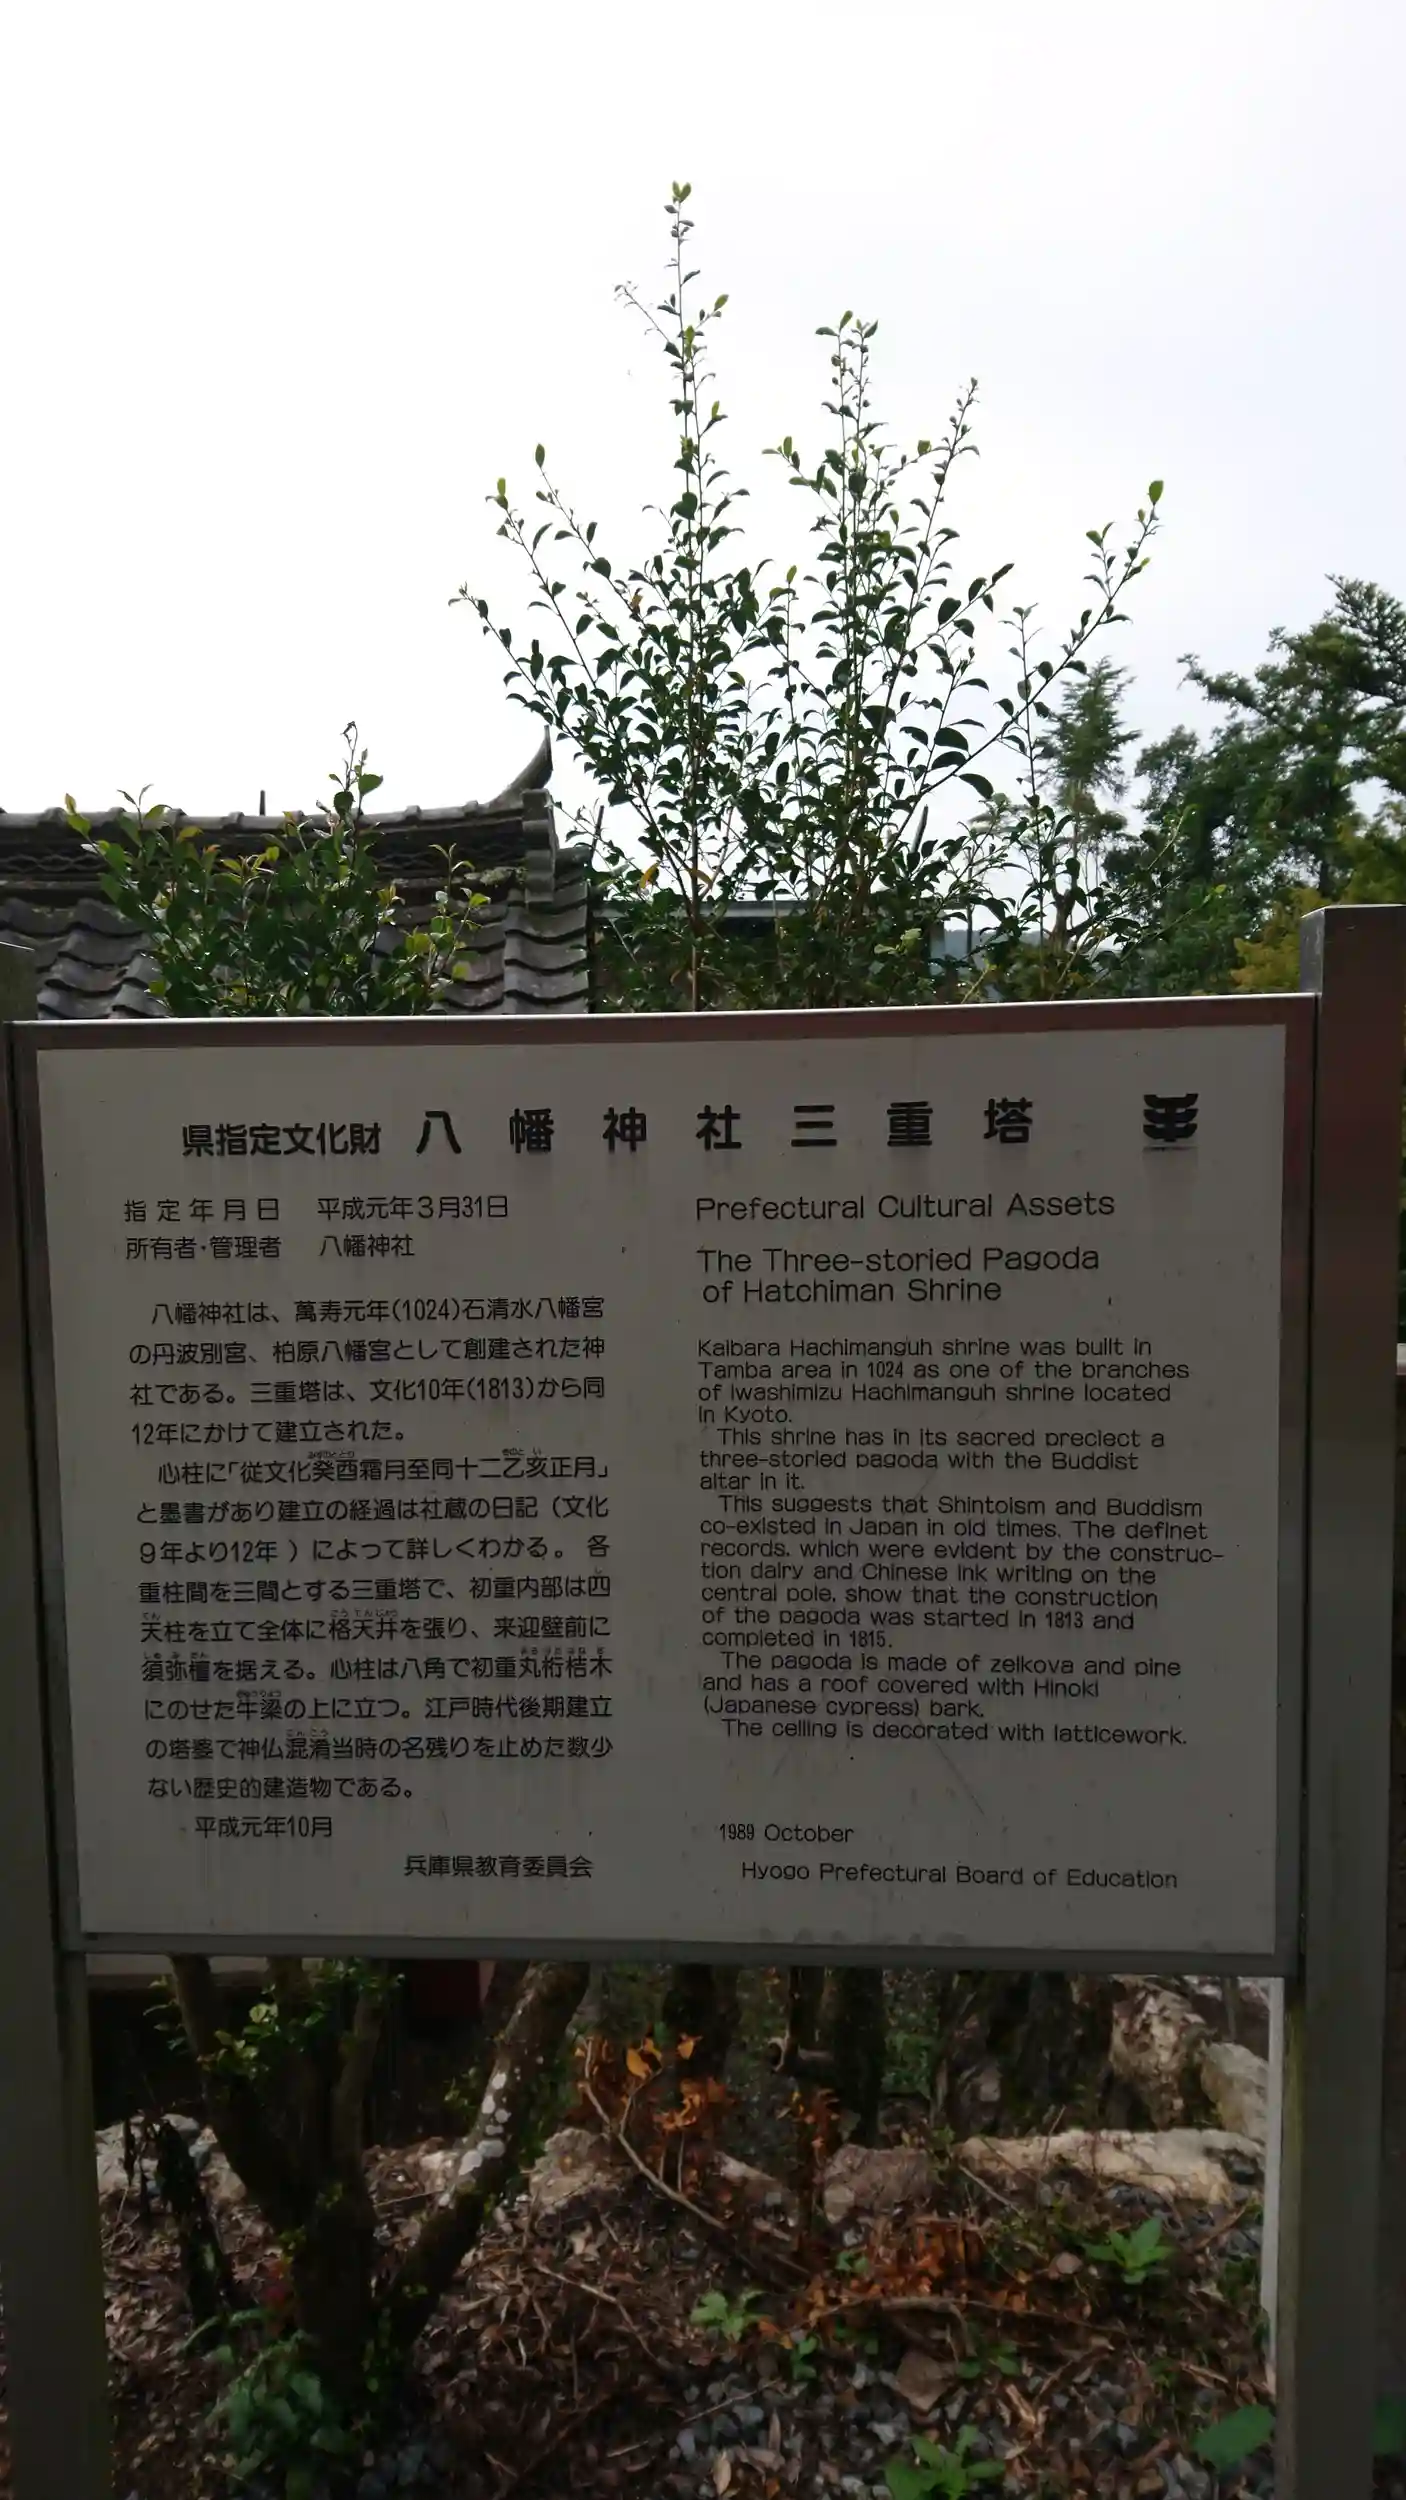 県指定文化財 八幡神社三重塔
指定年月日 平成元年3月31日
所有者・管理者 八幡神社
八幡神社は、萬寿元年(1024)石清水八幡宮
の丹波別宮、柏原八幡宮として創建された神
社である。三重塔は、文化10年(1813)から同
12年にかけて建立された。
心柱に「従文化癸酉霜月至同十二乙亥正月」
と墨書があり建立の経過は社蔵の日記（文化
9年より12年）によって詳しくわかる。各
重柱間を三間とする三重塔で、初重内部は四
天柱を立て全体に格天井を張り、来迎壁前に
須弥檀を据える。心柱は八角で初重丸桁桔木
にのせた牛梁の上に立つ。江戸時代後期建立
の塔婆で神仏混淆当時の名残りを止めた数少
ない歴史的建造物である。
平成元年10月
兵庫県教育委員会
Prefectural Cultural Assets
The Three-storied Pagoda
of Hatchiman Shrine
Kaibara Hachimanguh shrine was built in
Tamba area in 1024 as one of the branches
of Iwashimizu Hachimanguh shrine located
in Kyoto.
This shrine has in its sacred preciect a
three-storied pagoda with the Buddist
altar in it.
This suggests that Shintoism and Buddism
co-existed in Japan in old times. The definet
records, which were evident by the construc-
tion dairy and Chinese ink writing on the
central pole, show that the construction
of the pagoda was started in 1813 and
completed in 1815.
The pagoda is made of zelkova and pine
and has a roof covered with Hinoki
(Japanese cypress) bark.
The ceiling is decorated with latticework.
1989 October
Hyogo Prefectural Board of Education